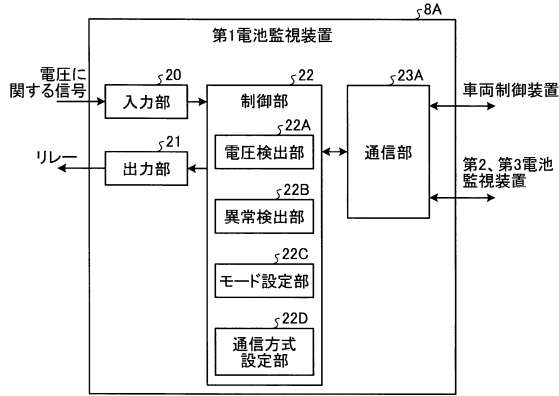 8A
第1電池監視装置
電圧に
関する信号
20
入力部
22
制御部
23A
通信部
車両制御装置
リレー
21
出力部
22A
電圧検出部
第2、第3電池
監視装置
22B
異常検出部
22C
モード設定部
22D
通信方式
設定部